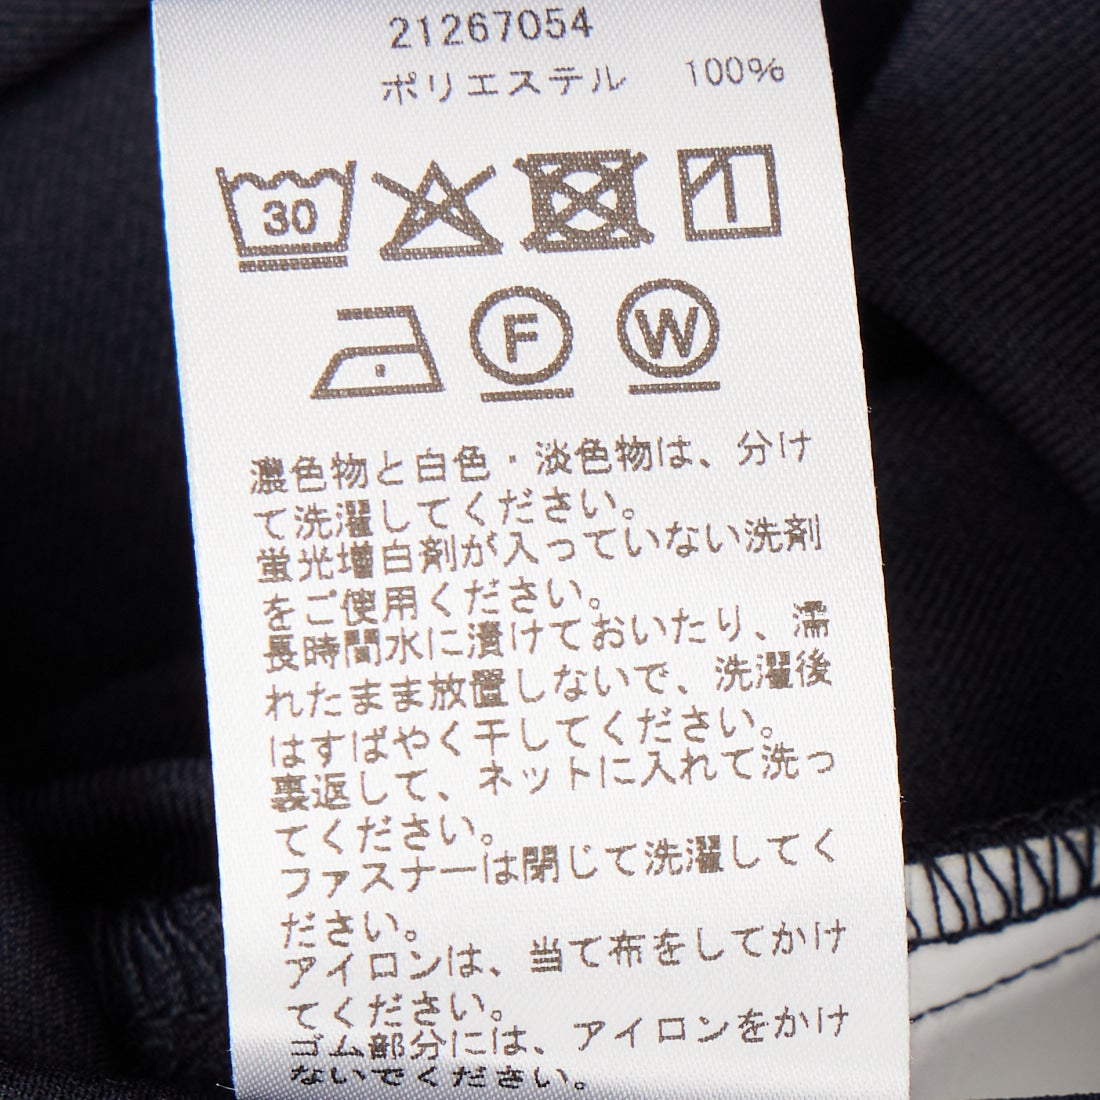 21267054
ポリエステル 100%
30
F W
濃色物と白色・淡色物は、分け
て洗濯してください。
蛍光増白剤が入っていない洗剤
をご使用ください。
長時間水に漬けておいたり、濡
れたまま放置しないで、洗濯後
はすばやく干してください。
裏返して、ネットに入れて洗っ
てください。
ファスナーは閉じて洗濯してく
ださい。
アイロンは、当て布をしてかけ
てください。
ゴム部分には、アイロンをかけ
ないでください。